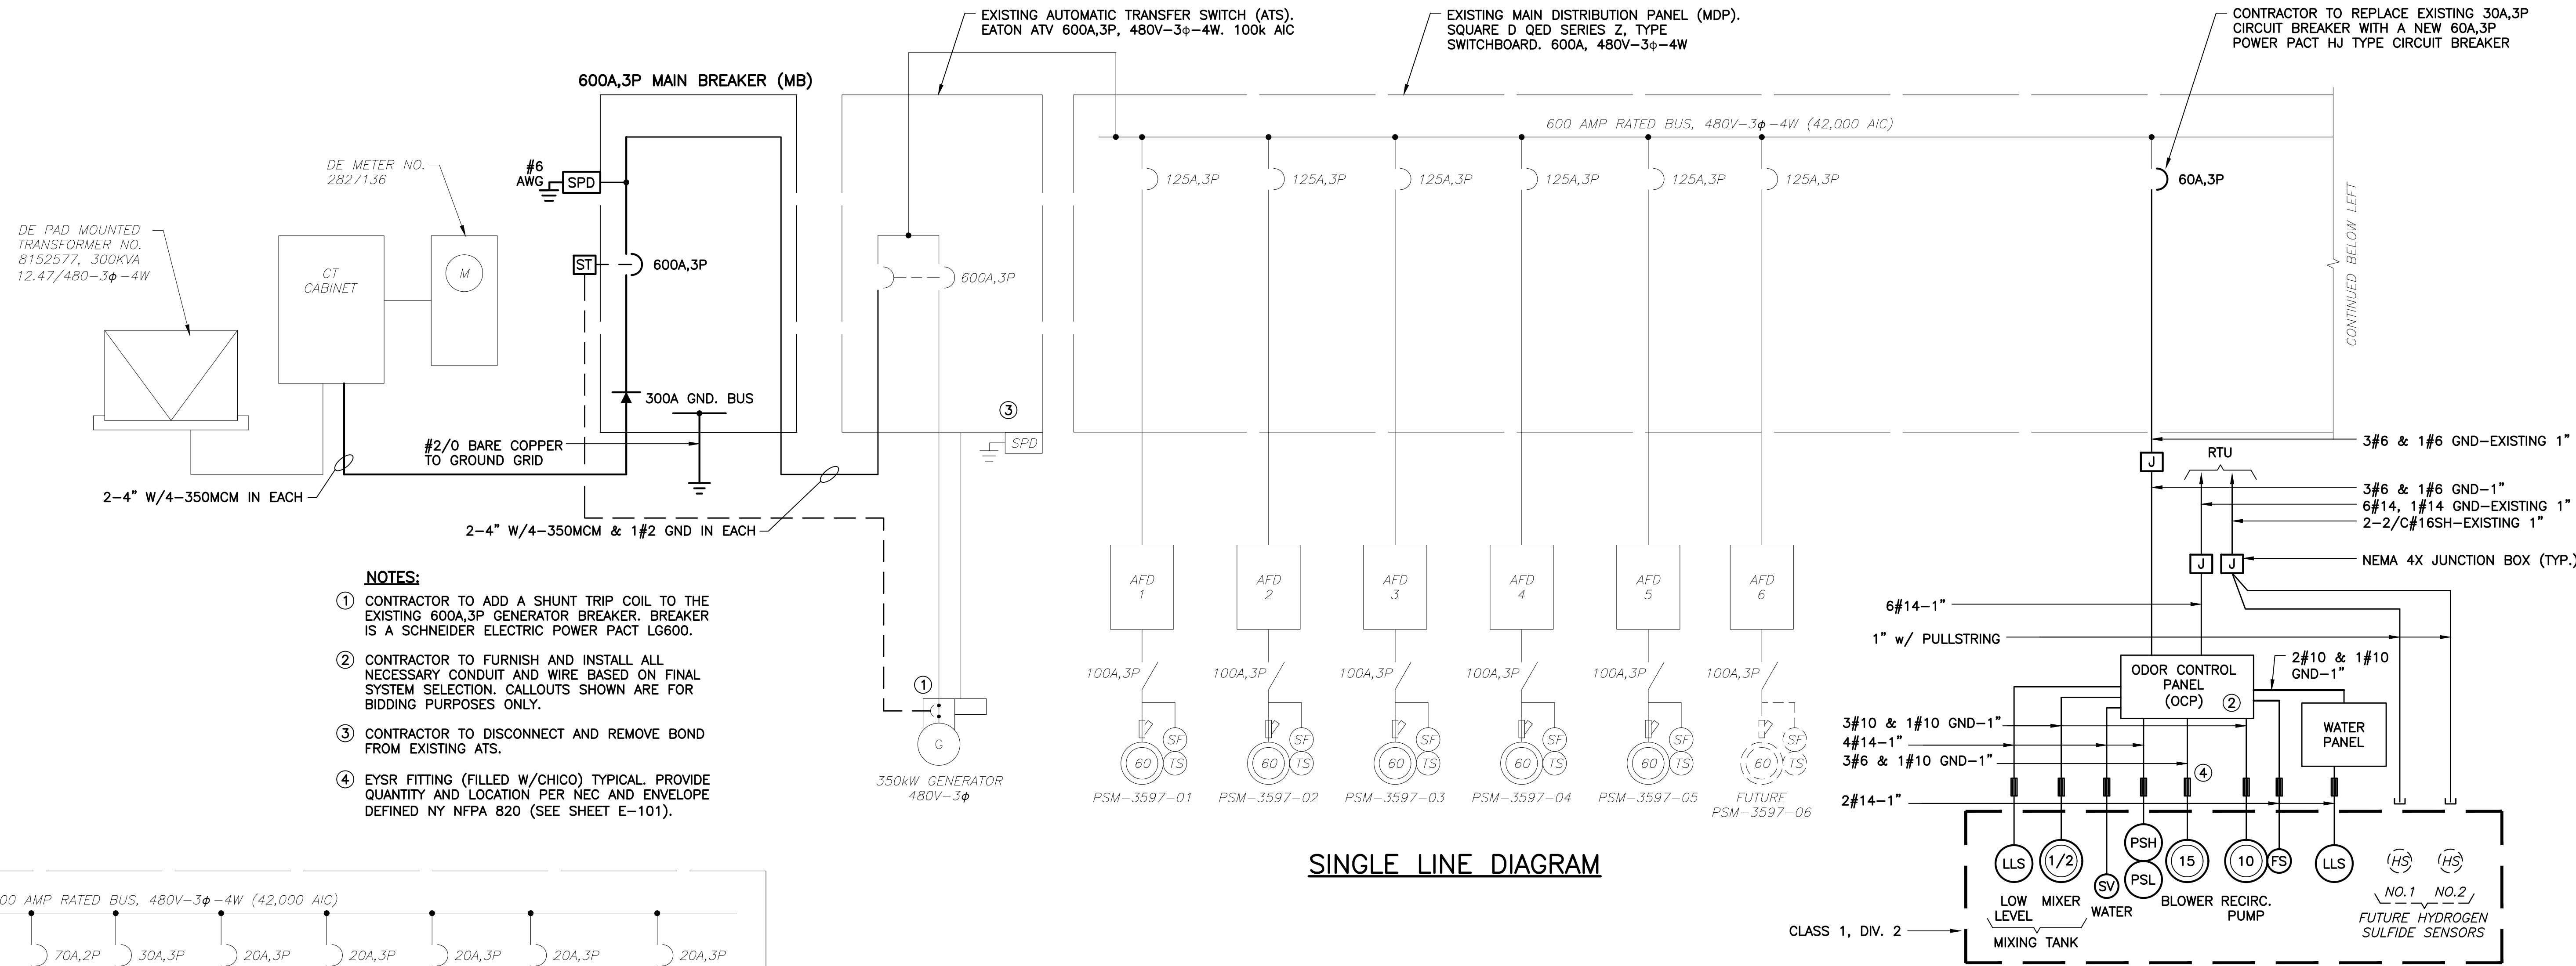 EXISTING AUTOMATIC TRANSFER SWITCH (ATS).
EATON ATV 600A,3P, 480V-3ϕ-4W. 100k AIC
EXISTING MAIN DISTRIBUTION PANEL (MDP).
SQUARE D QED SERIES Z, TYPE
SWITCHBOARD. 600A, 480V-3ϕ-4W
CONTRACTOR TO REPLACE EXISTING 30A,3P
CIRCUIT BREAKER WITH A NEW 60A,3P
POWER PACT HJ TYPE CIRCUIT BREAKER
600A,3P MAIN BREAKER (MB)
600 AMP RATED BUS, 480V-3ϕ-4W (42,000 AIC)
DE METER NO.
2827136
#6
AWG
SPD
125A,3P
125A,3P
125A,3P
125A,3P
125A,3P
125A,3P
60A,3P
CONTINUED BELOW LEFT
DE PAD MOUNTED
TRANSFORMER NO.
8152577, 300KVA
12.47/480-3ϕ-4W
CT
CABINET
M
ST
600A,3P
600A,3P
300A GND. BUS
3
SPD
#2/0 BARE COPPER
TO GROUND GRID
2-4" W/4-350MCM IN EACH
2-4" W/4-350MCM & 1#2 GND IN EACH
3#6 & 1#6 GND-EXISTING 1"
J
RTU
3#6 & 1#6 GND-1"
6#14, 1#14 GND-EXISTING 1"
2-2/C#16SH-EXISTING 1"
J
J
NEMA 4X JUNCTION BOX (TYP.)
NOTES:
1 CONTRACTOR TO ADD A SHUNT TRIP COIL TO THE
EXISTING 600A,3P GENERATOR BREAKER. BREAKER
IS A SCHNEIDER ELECTRIC POWER PACT LG600.
2 CONTRACTOR TO FURNISH AND INSTALL ALL
NECESSARY CONDUIT AND WIRE BASED ON FINAL
SYSTEM SELECTION. CALLOUTS SHOWN ARE FOR
BIDDING PURPOSES ONLY.
3 CONTRACTOR TO DISCONNECT AND REMOVE BOND
FROM EXISTING ATS.
4 EYSR FITTING (FILLED W/CHICO) TYPICAL. PROVIDE
QUANTITY AND LOCATION PER NEC AND ENVELOPE
DEFINED NY NFPA 820 (SEE SHEET E-101).
1
G
350kW GENERATOR
480V-3ϕ
AFD
1
AFD
2
AFD
3
AFD
4
AFD
5
AFD
6
100A,3P
100A,3P
100A,3P
100A,3P
100A,3P
100A,3P
60 SF TS
60 SF TS
60 SF TS
60 SF TS
60 SF TS
60 SF TS
PSM-3597-01
PSM-3597-02
PSM-3597-03
PSM-3597-04
PSM-3597-05
FUTURE
PSM-3597-06
6#14-1"
1" w/ PULLSTRING
ODOR CONTROL
PANEL
(OCP)
2
2#10 & 1#10
GND-1"
WATER
PANEL
3#10 & 1#10 GND-1"
4#14-1"
3#6 & 1#10 GND-1"
4
2#14-1"
LLS
1/2
SV
PSH
PSL
15
10
FS
LLS
(HS)
(HS)
LOW
LEVEL
MIXER
WATER
BLOWER
RECIRC.
PUMP
NO.1
NO.2
MIXING TANK
FUTURE HYDROGEN
SULFIDE SENSORS
CLASS 1, DIV. 2
SINGLE LINE DIAGRAM
00 AMP RATED BUS, 480V-3ϕ-4W (42,000 AIC)
70A,2P
30A,3P
20A,3P
20A,3P
20A,3P
20A,3P
20A,3P